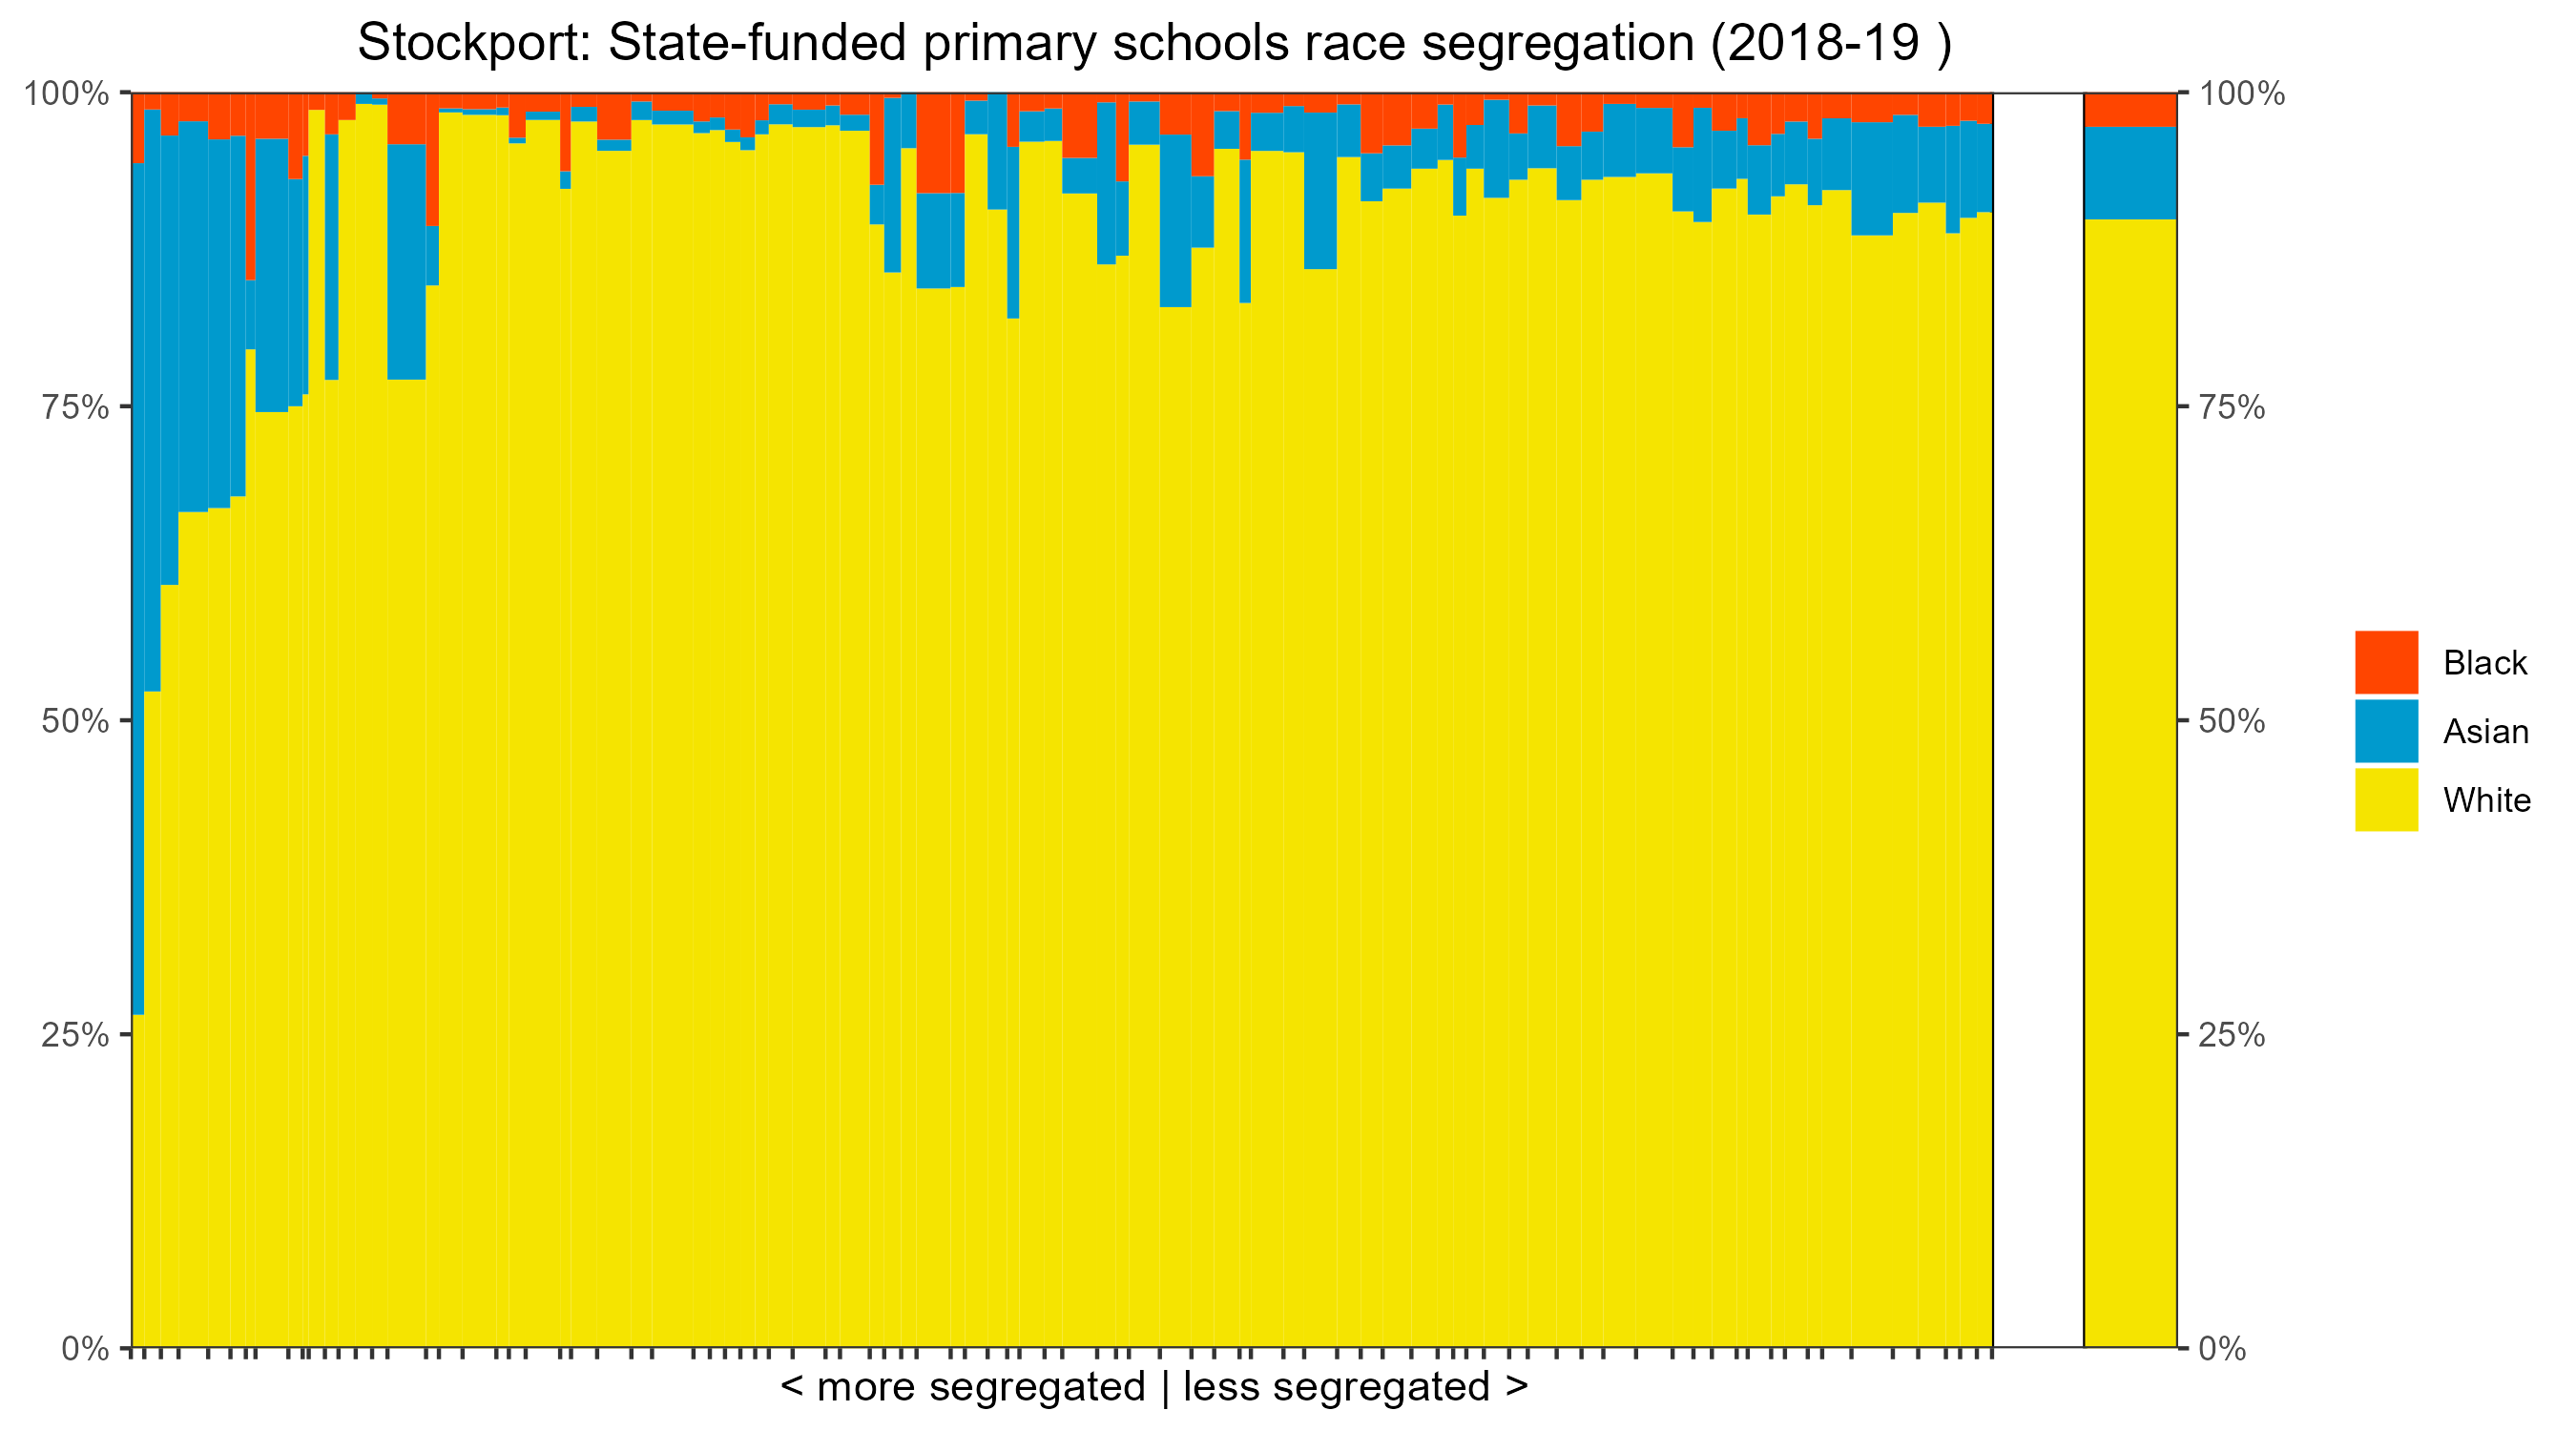 Stockport: State-funded primary schools race segregation (2018-19 )
100%
75%
50%
25%
0%
100%
75%
50%
25%
0%
Black
Asian
White
< more segregated | less segregated >